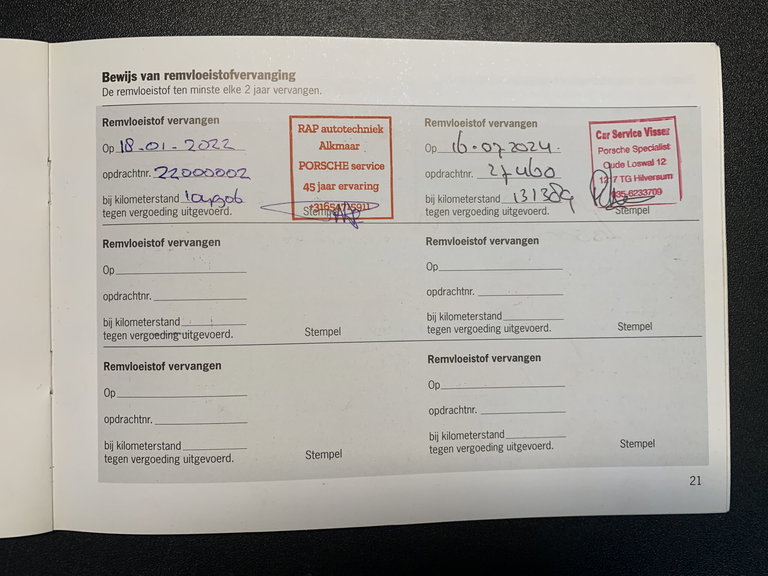 Bewijs van remvloeistofvervanging
De remvloeistof ten minste elke 2 jaar vervangen.
Remvloeistof vervangen
Op 18-01-2022
opdrachtnr. 22000002
bij kilometerstand
tegen vergoeding uitgevoerd.
RAP autotechniek
Alkmaar
PORSCHE service
45 jaar ervaring
Stempel
Remvloeistof vervangen
Op 16-07-2024.
opdrachtnr. 27460
bij kilometerstand 131389
tegen vergoeding uitgevoerd.
Car Service Visser
Porsche Specialist
Oude Loswal 12
TG Hilversum
035-6233709
Stempel
Remvloeistof vervangen
Op
opdrachtnr.
bij kilometerstand
tegen vergoeding uitgevoerd.
Stempel
Remvloeistof vervangen
Op
opdrachtnr.
bij kilometerstand
tegen vergoeding uitgevoerd.
Stempel
Remvloeistof vervangen
Op
opdrachtnr.
bij kilometerstand
tegen vergoeding uitgevoerd.
Stempel
Remvloeistof vervangen
Op
opdrachtnr.
bij kilometerstand
tegen vergoeding uitgevoerd.
Stempel
21